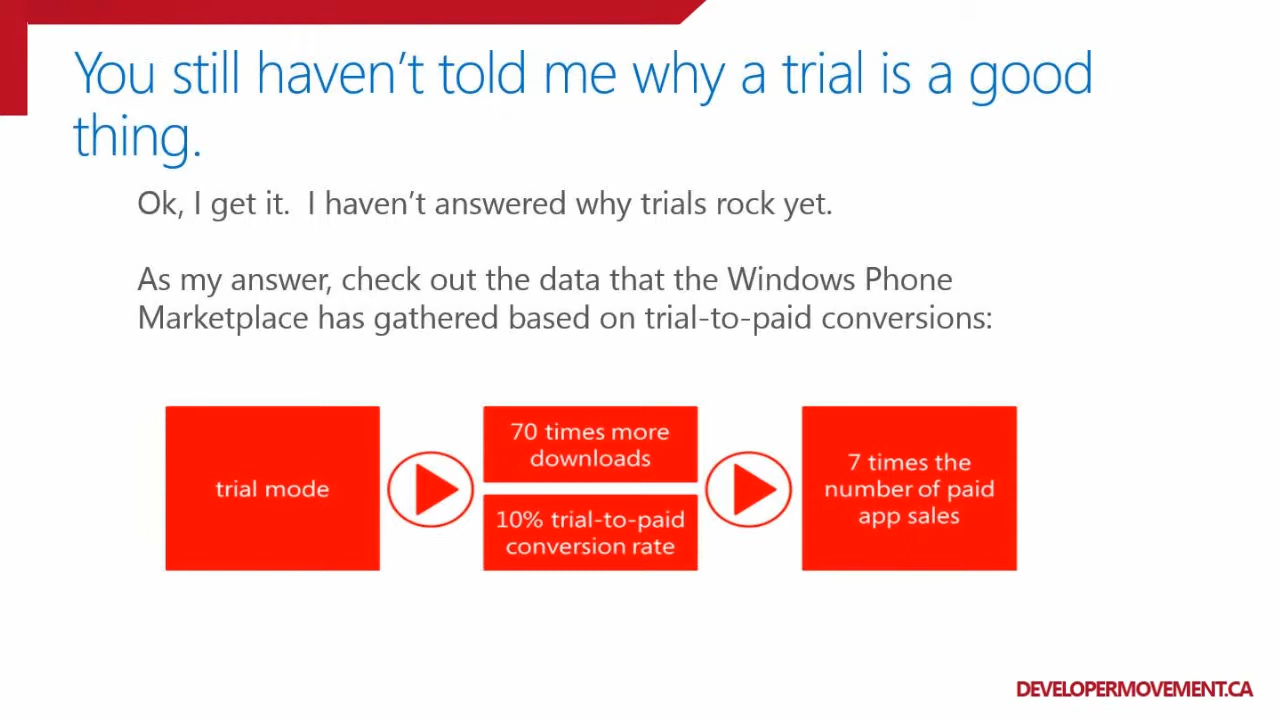 You still haven’t told me why a trial is a good
thing.
Ok, I get it.  I haven’t answered why trials rock yet.
As my answer, check out the data that the Windows Phone
Marketplace has gathered based on trial-to-paid conversions:
trial mode
70 times more
downloads
10% trial-to-paid
conversion rate
7 times the
number of paid
app sales
DEVELOPERMOVEMENT.CA